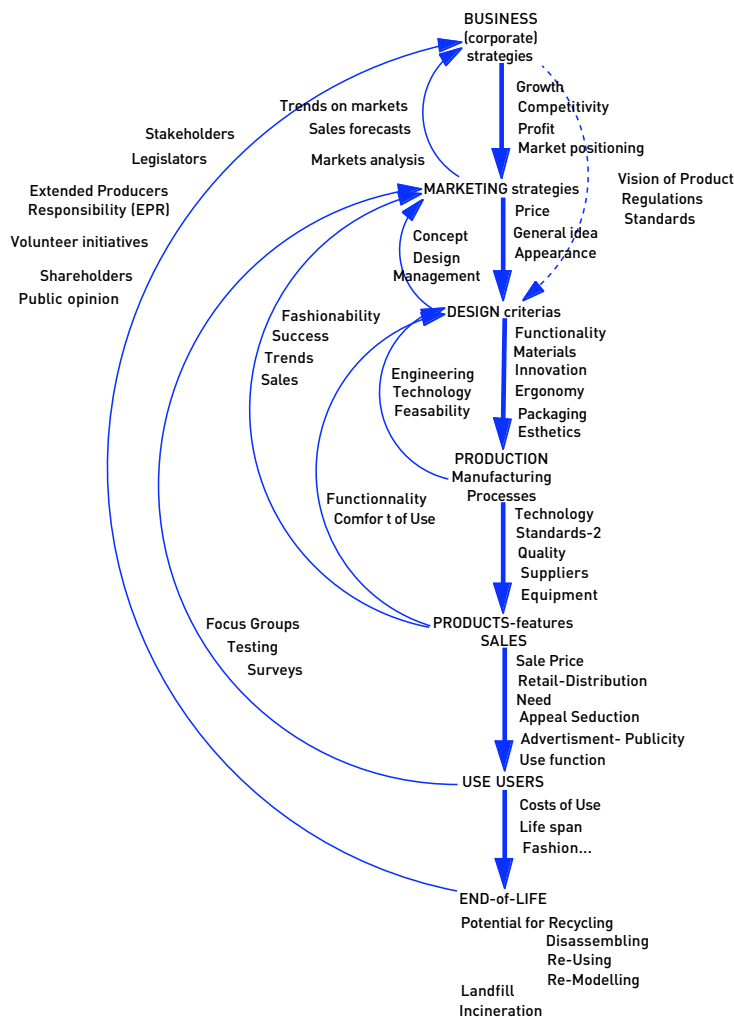 BUSINESS
(corporate)
strategies
Growth
Competitivity
Profit
Market positioning
Trends on markets
Sales forecasts
Markets analysis
Stakeholders
Legislators
Extended Producers
Responsibility (EPR)
Volunteer initiatives
Shareholders
Public opinion
Vision of Product
Regulations
Standards
MARKETING strategies
Price
General idea
Appearance
Concept
Design
Management
DESIGN criterias
Functionality
Materials
Innovation
Ergonomy
Packaging
Esthetics
Fashionability
Success
Trends
Sales
Engineering
Technology
Feasability
PRODUCTION
Manufacturing
Processes
Technology
Standards-2
Quality
Suppliers
Equipment
Functionnality
Comfor t of Use
PRODUCTS-features
SALES
Sale Price
Retail-Distribution
Need
Appeal Seduction
Advertisment- Publicity
Use function
Focus Groups
Testing
Surveys
USE USERS
Costs of Use
Life span
Fashion...
END-of-LIFE
Potential for Recycling
Disassembling
Re-Using
Re-Modelling
Landfill
Incineration